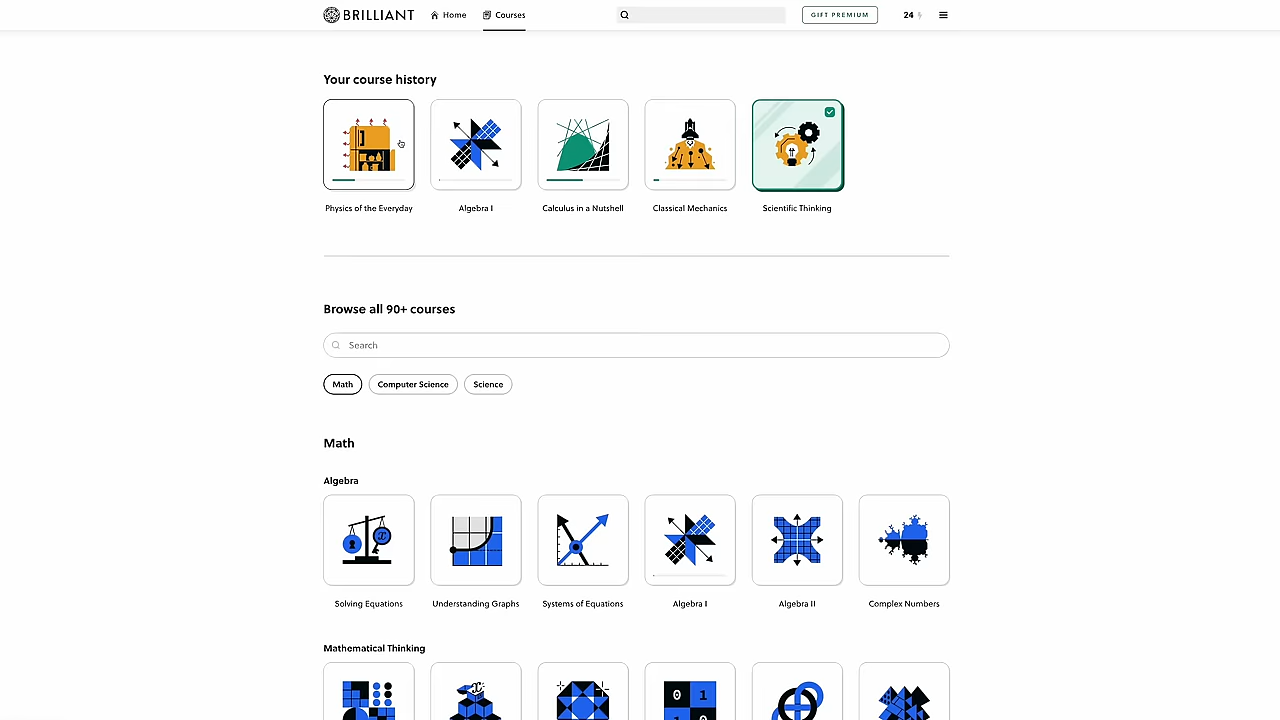 BRILLIANT Home Courses GIFT PREMIUM 24
Your course history
Physics of the Everyday Algebra I Calculus in a Nutshell Classical Mechanics Scientific Thinking
Browse all 90+ courses
Search
Math Computer Science Science
Math
Algebra
Solving Equations Understanding Graphs Systems of Equations Algebra I Algebra II Complex Numbers
Mathematical Thinking
0 1